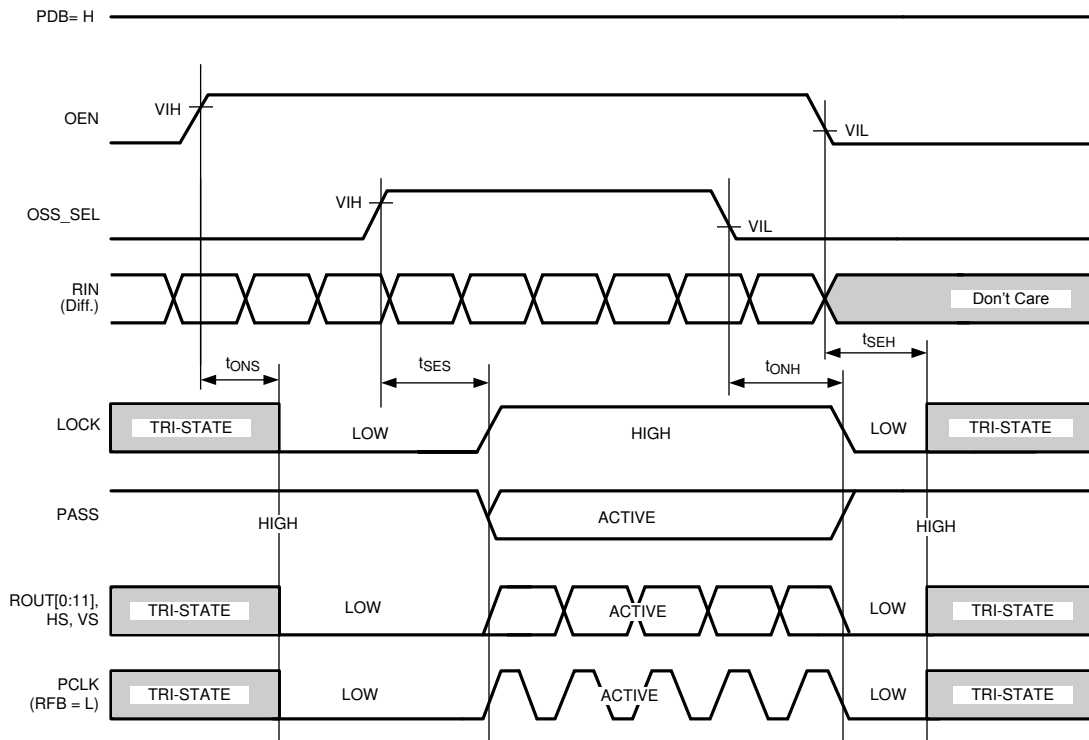 PDB= H
OEN
VIH
VIL
OSS_SEL
VIH
VIL
RIN
(Diff.)
Don't Care
tONS
tSES
tONH
tSEH
LOCK
TRI-STATE
LOW
HIGH
LOW
TRI-STATE
PASS
HIGH
ACTIVE
HIGH
ROUT[0:11],
HS, VS
TRI-STATE
LOW
ACTIVE
LOW
TRI-STATE
PCLK
(RFB = L)
TRI-STATE
LOW
ACTIVE
LOW
TRI-STATE